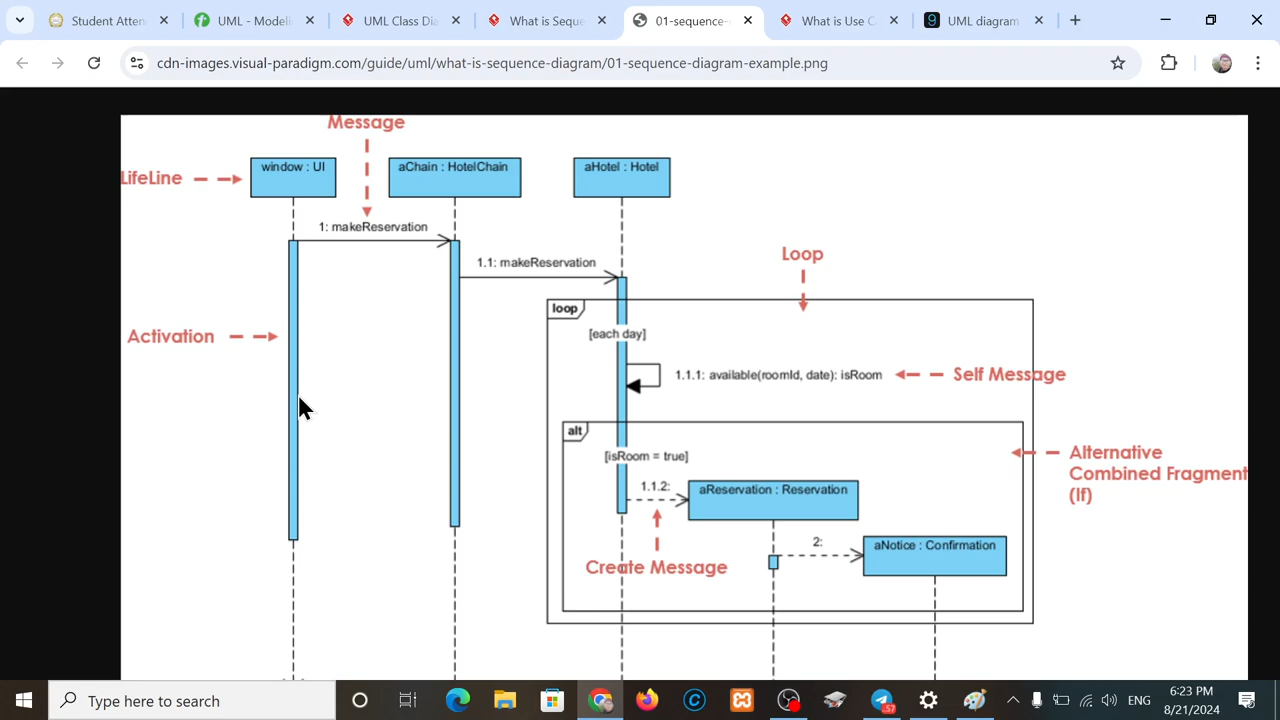 Student Atten
UML - Modeli
UML Class Dia
What is Seque
01-sequence-
What is Use C
UML diagram
cdn-images.visual-paradigm.com/guide/uml/what-is-sequence-diagram/01-sequence-diagram-example.png
Message
LifeLine
window : UI
aChain : HotelChain
aHotel : Hotel
1: makeReservation
1.1: makeReservation
Loop
loop
[each day]
Activation
1.1.1: available(roomId, date): isRoom
Self Message
alt
[isRoom = true]
Alternative
Combined Fragment
(If)
1.1.2:
aReservation : Reservation
2:
aNotice : Confirmation
Create Message
Type here to search
57
ENG
6:23 PM
8/21/2024